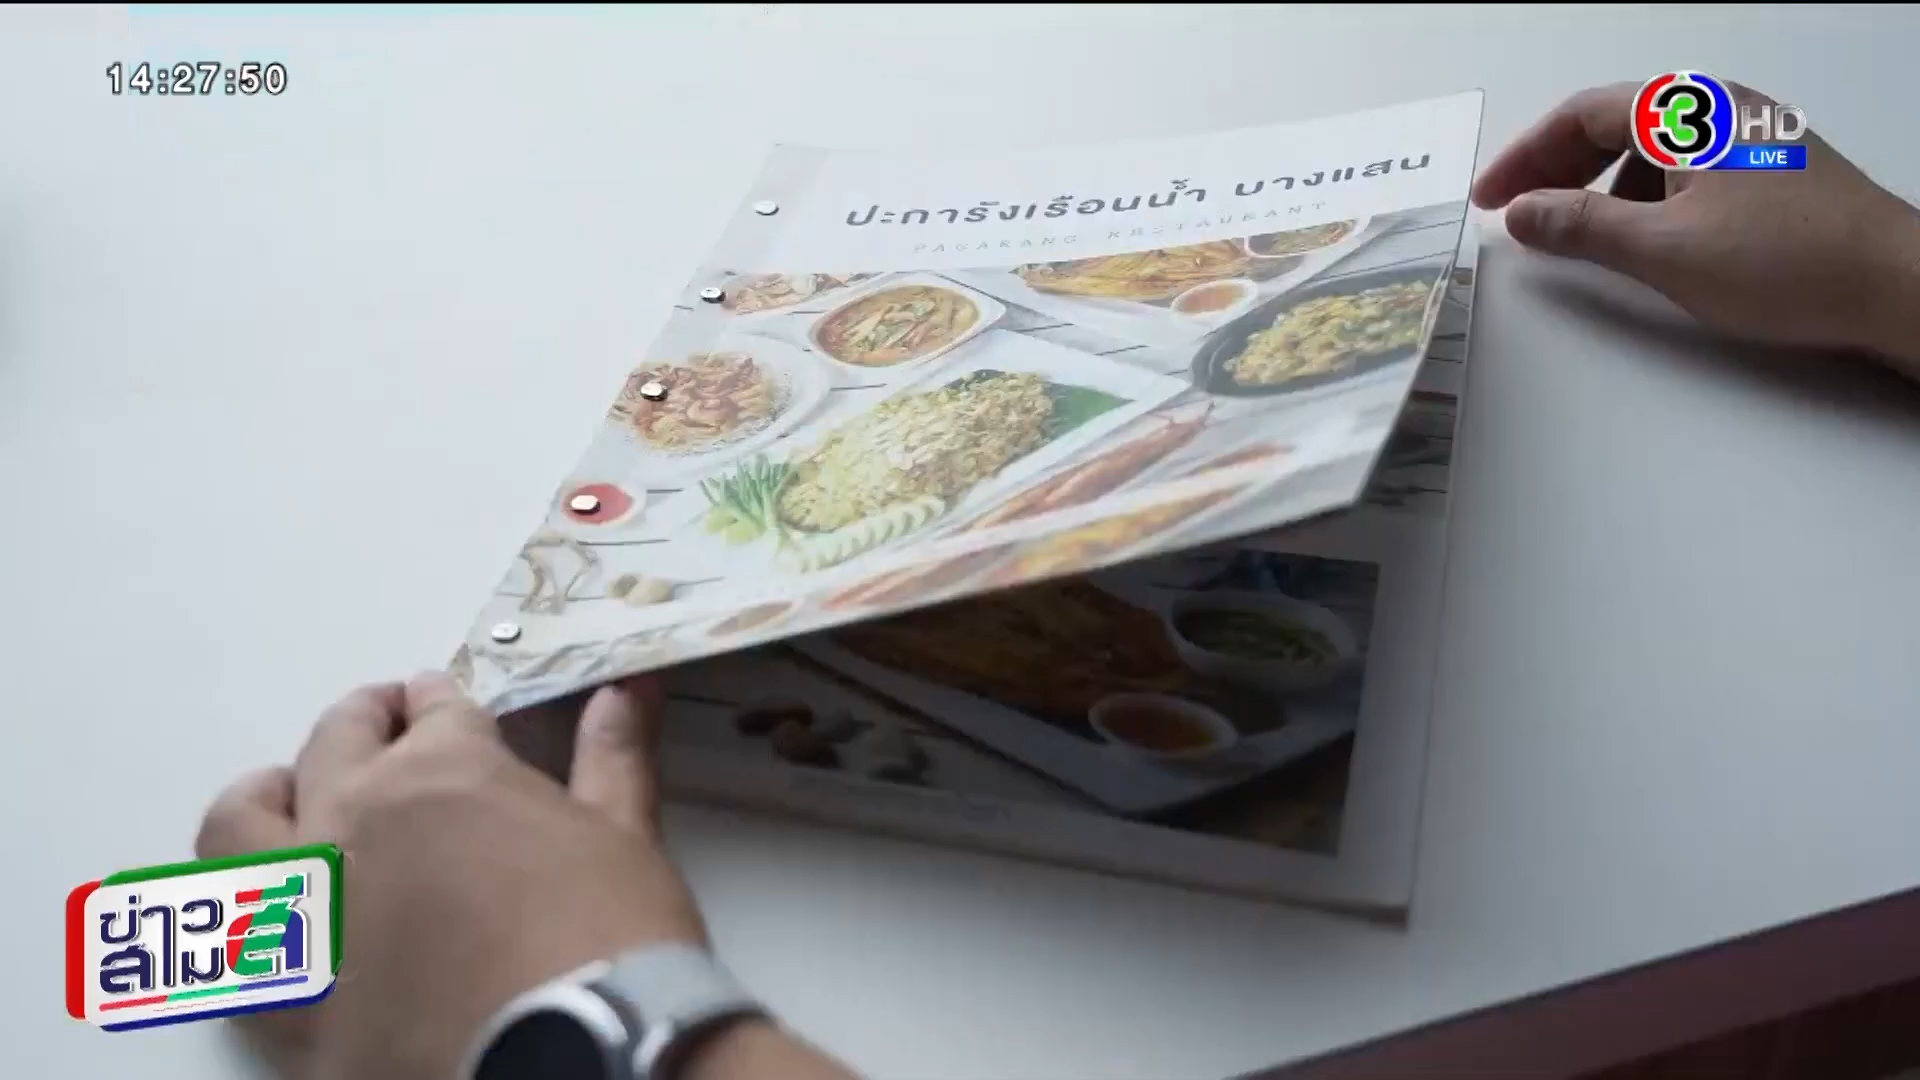 14:27:50
3 HD
LIVE
ปะการังเรือนน้ำ บางแสน
PAGARANG RESTAURANT
ข่าว
สามสี